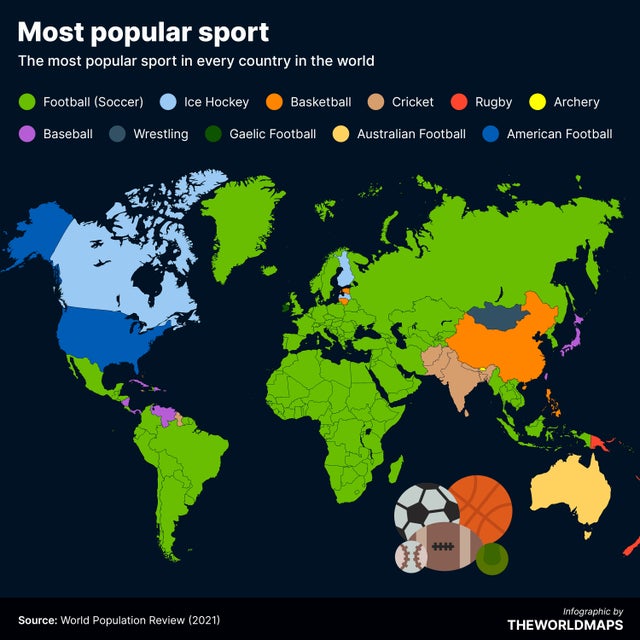 Most popular sport
The most popular sport in every country in the world
Football (Soccer) Ice Hockey Basketball Cricket Rugby Archery
Baseball Wrestling Gaelic Football Australian Football American Football
Infographic by
Source: World Population Review (2021) THEWORLDMAPS